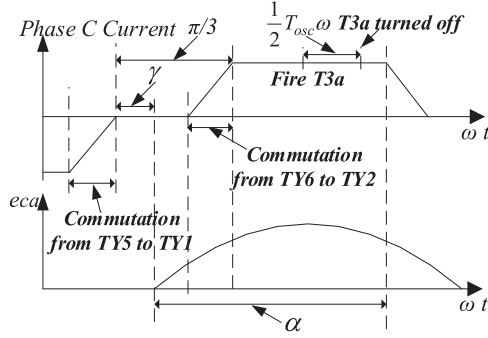 Phase C Current
π/3
1/2 T_osc ω T3a turned off
γ
Fire T3a
ω t
Commutation
from TY6 to TY2
eca
Commutation
from TY5 to TY1
ω t
α